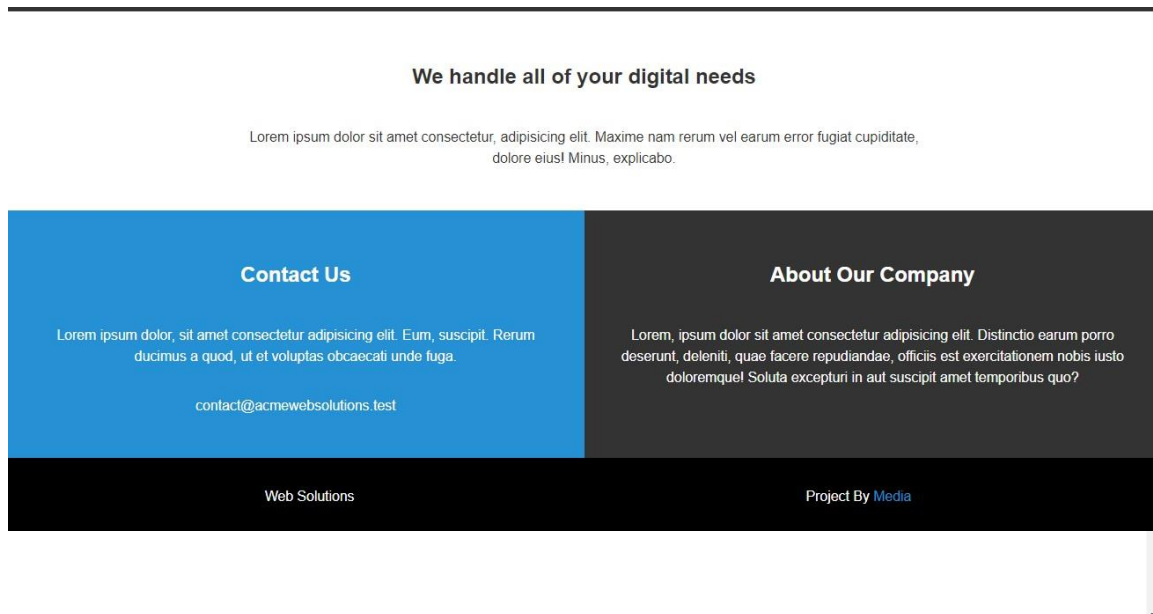 We handle all of your digital needs
Lorem ipsum dolor sit amet consectetur, adipisicing elit. Maxime nam rerum vel earum error fugiat cupiditate,
dolore eius! Minus, explicabo.
Contact Us
Lorem ipsum dolor, sit amet consectetur adipisicing elit. Eum, suscipit. Rerum
ducimus a quod, ut et voluptas obcaecati unde fuga.
contact@acmewebsolutions.test
About Our Company
Lorem, ipsum dolor sit amet consectetur adipisicing elit. Distinctio earum porro
deserunt, deleniti, quae facere repudiandae, officiis est exercitationem nobis iusto
doloremque! Soluta excepturi in aut suscipit amet temporibus quo?
Web Solutions
Project By Media